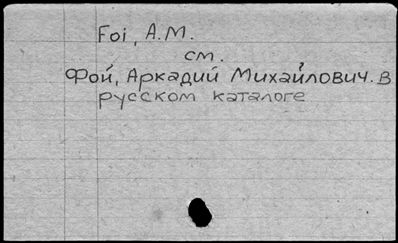 Foi, A.M.
см.
Фой, Аркадий Михайлович. в
русском каталоге